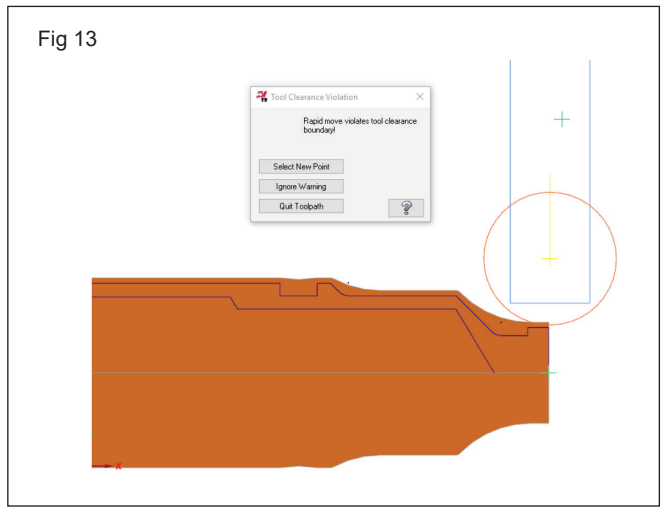 Fig 13
Tool Clearance Violation
Rapid move violates tool clearance
boundary!
Select New Point
Ignore Warning
Quit Toolpath
?
X